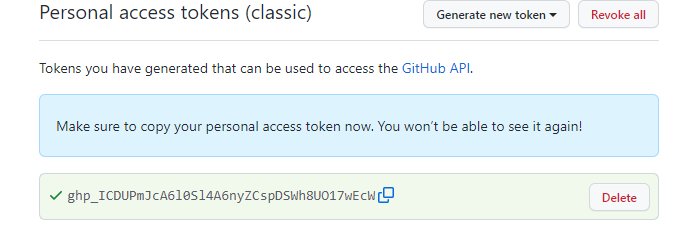 Personal access tokens (classic)
Generate new token
Revoke all
Tokens you have generated that can be used to access the GitHub API.
Make sure to copy your personal access token now. You won’t be able to see it again!
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
Delete